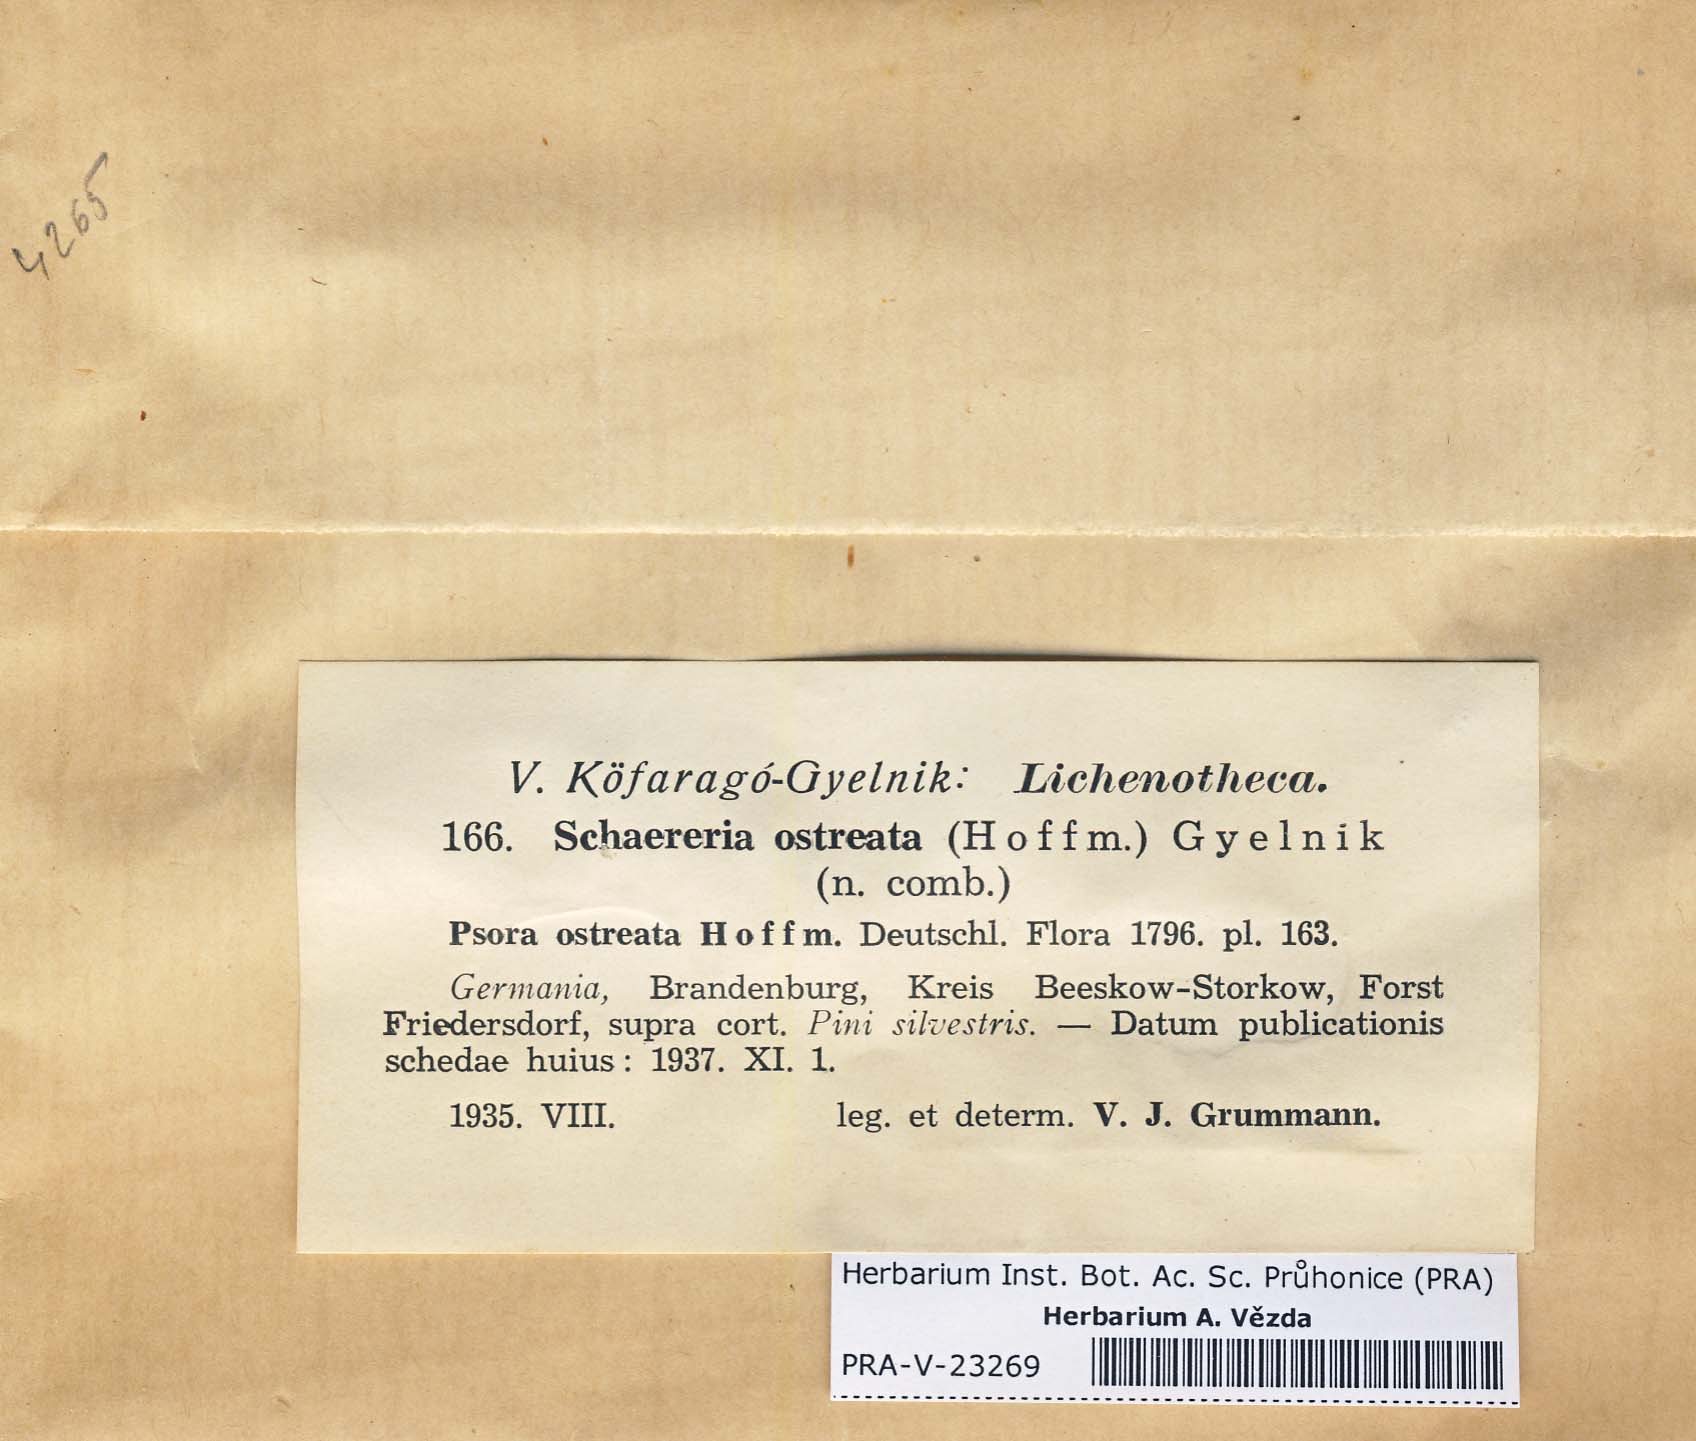 4265
V. Köfaragó-Gyelnik: Lichenotheca.
166. Schaereria ostreata (Hoffm.) Gyelnik
(n. comb.)
Psora ostreata Hoffm. Deutschl. Flora 1796. pl. 163.
Germania, Brandenburg, Kreis Beeskow-Storkow, Forst
Friedersdorf, supra cort. Pini silvestris. — Datum publicationis
schedae huius: 1937. XI. 1.
1935. VIII. leg. et determ. V. J. Grummann.
Herbarium Inst. Bot. Ac. Sc. Průhonice (PRA)
Herbarium A. Vězda
PRA-V-23269